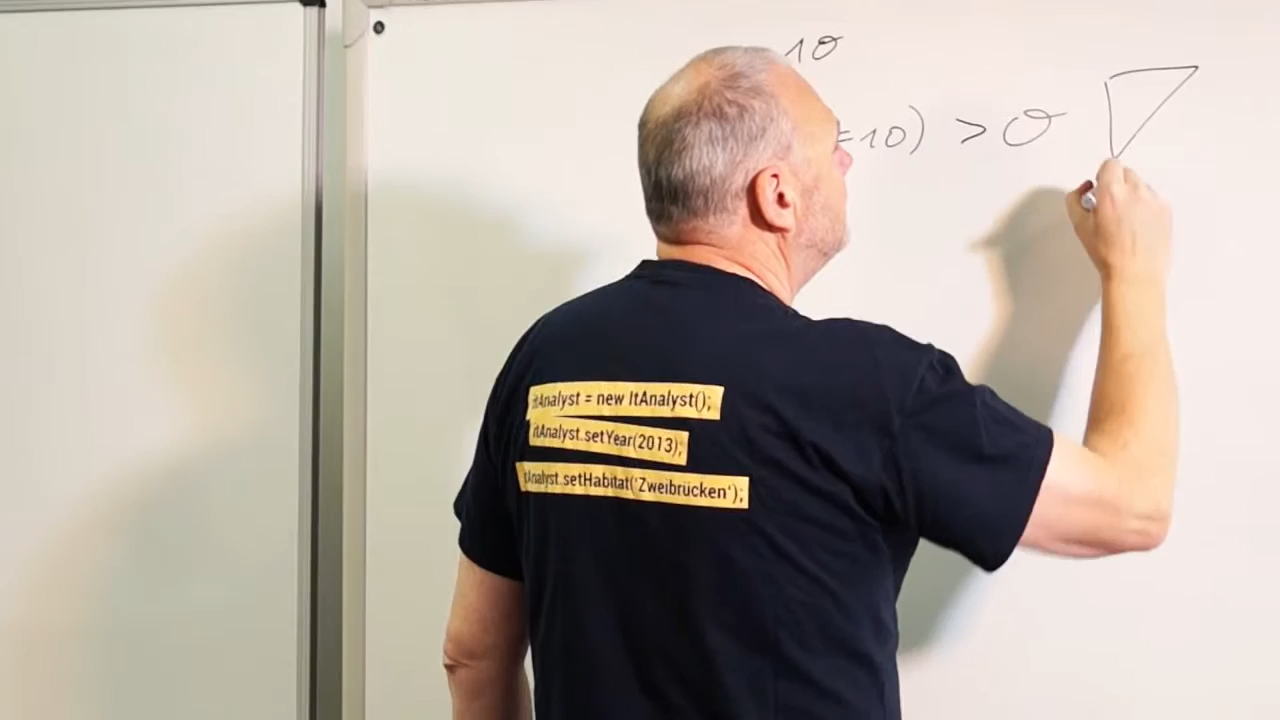 10
=10) > 0
itAnalyst = new ItAnalyst();
itAnalyst.setYear(2013);
itAnalyst.setHabitat('Zweibrücken');